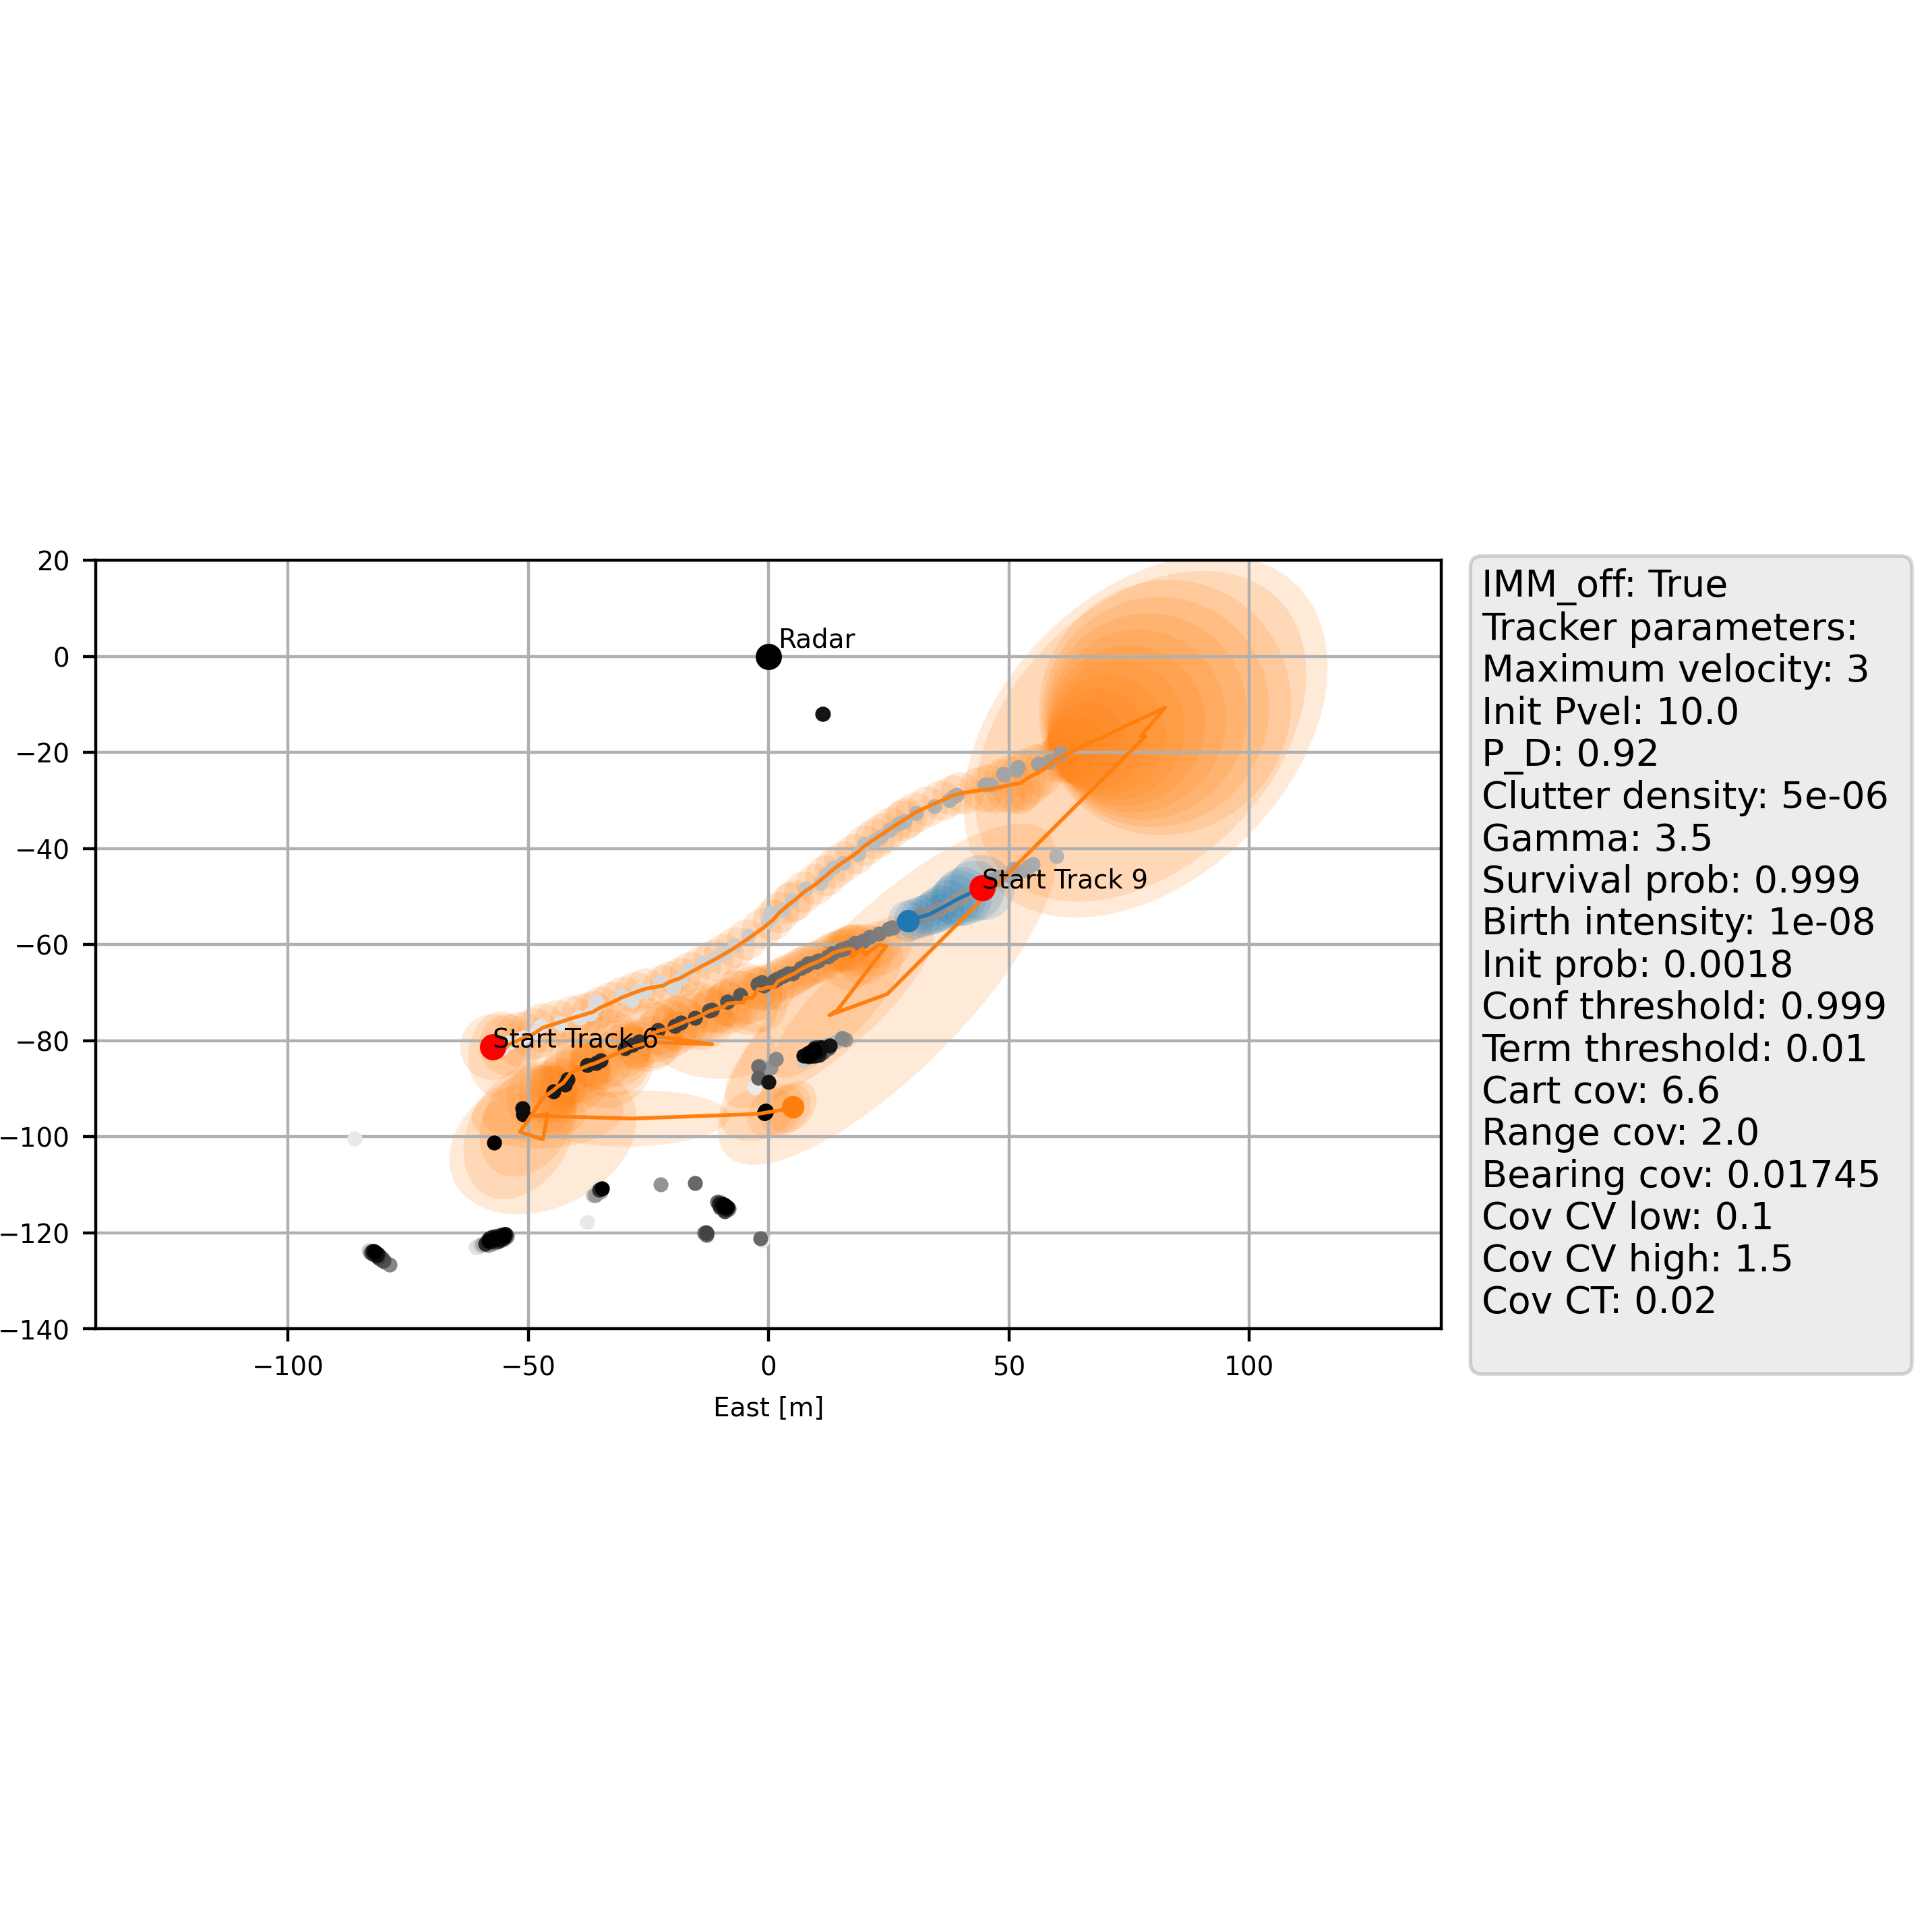 20
0
−20
−40
−60
−80
−100
−120
−140
−100
−50
0
50
100
East [m]
Radar
Start Track 9
Start Track 6
IMM_off: True
Tracker parameters:
Maximum velocity: 3
Init Pvel: 10.0
P_D: 0.92
Clutter density: 5e-06
Gamma: 3.5
Survival prob: 0.999
Birth intensity: 1e-08
Init prob: 0.0018
Conf threshold: 0.999
Term threshold: 0.01
Cart cov: 6.6
Range cov: 2.0
Bearing cov: 0.01745
Cov CV low: 0.1
Cov CV high: 1.5
Cov CT: 0.02